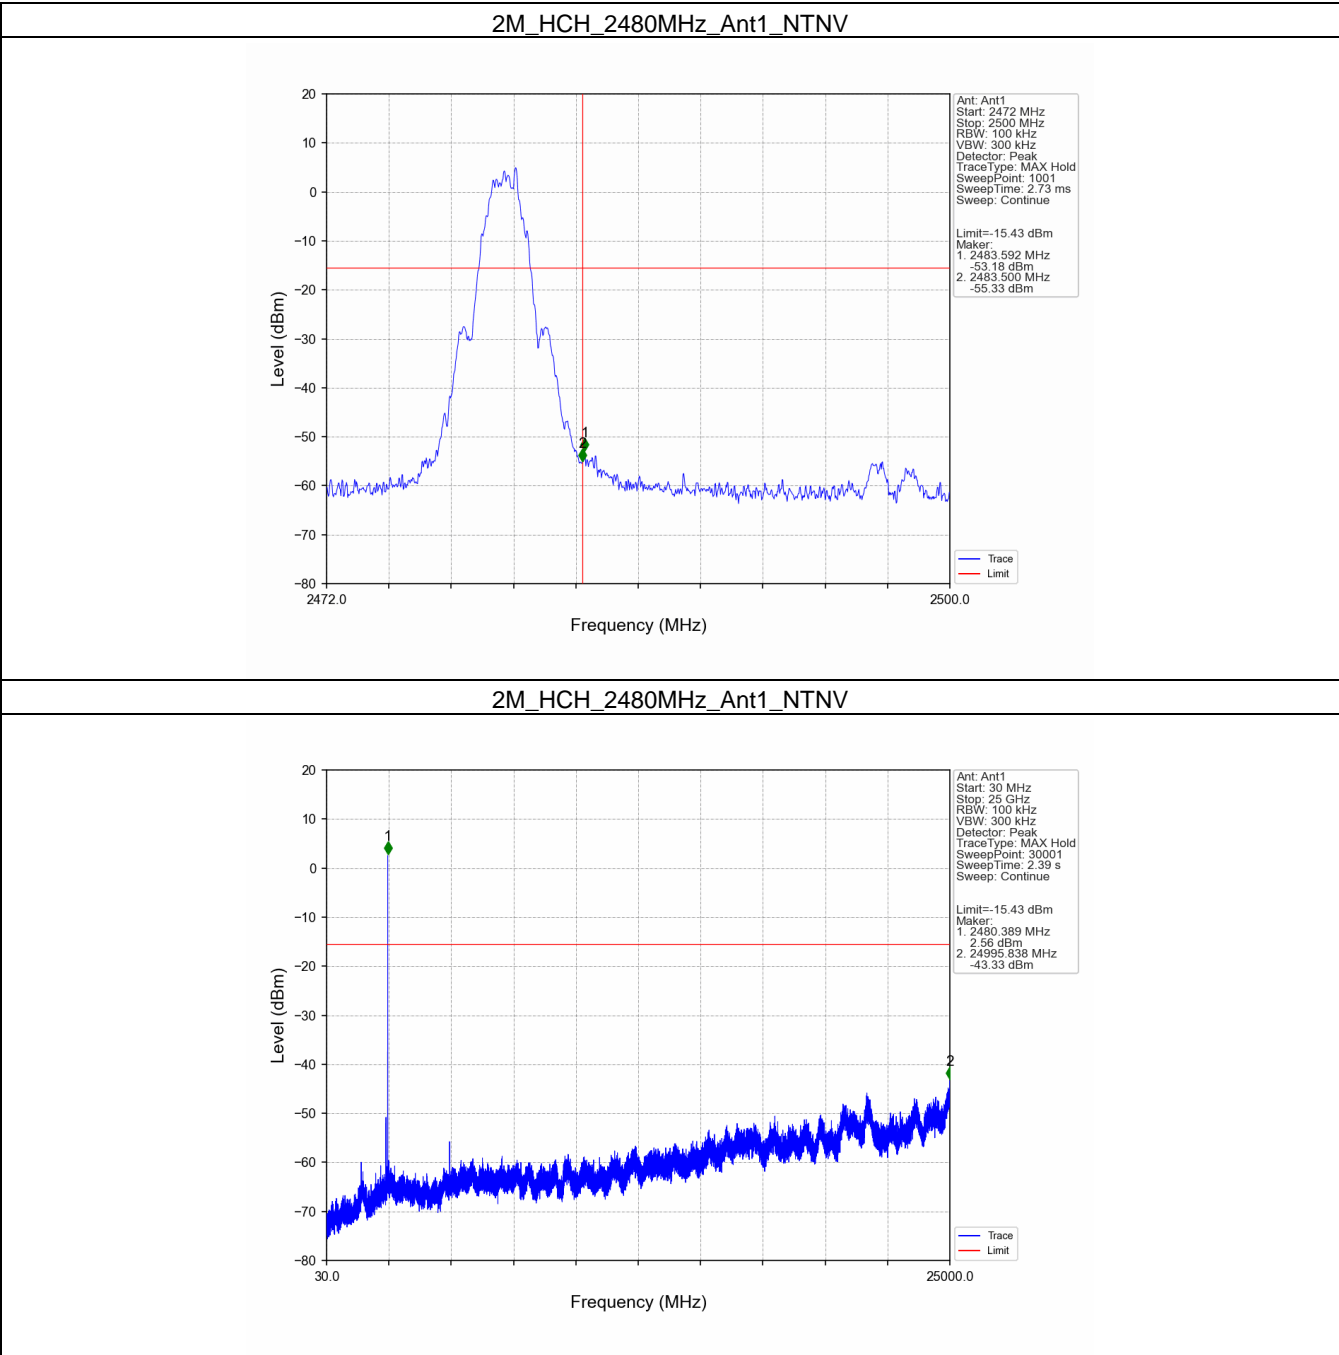 2M_HCH_2480MHz_Ant1_NTNV
20
10
0
−10
−20
−30
−40
−50
−60
−70
−80
Level (dBm)
1
2
2472.0
2500.0
Frequency (MHz)
Ant: Ant1
Start: 2472 MHz
Stop: 2500 MHz
RBW: 100 kHz
VBW: 300 kHz
Detector: Peak
TraceType: MAX Hold
SweepPoint: 1001
SweepTime: 2.73 ms
Sweep: Continue
Limit=-15.43 dBm
Maker:
1. 2483.592 MHz
-53.18 dBm
2. 2483.500 MHz
-55.33 dBm
Trace
Limit
2M_HCH_2480MHz_Ant1_NTNV
20
10
0
−10
−20
−30
−40
−50
−60
−70
−80
Level (dBm)
1
2
30.0
25000.0
Frequency (MHz)
Ant: Ant1
Start: 30 MHz
Stop: 25 GHz
RBW: 100 kHz
VBW: 300 kHz
Detector: Peak
TraceType: MAX Hold
SweepPoint: 30001
SweepTime: 2.39 s
Sweep: Continue
Limit=-15.43 dBm
Maker:
1. 2480.389 MHz
2.56 dBm
2. 24995.838 MHz
-43.33 dBm
Trace
Limit